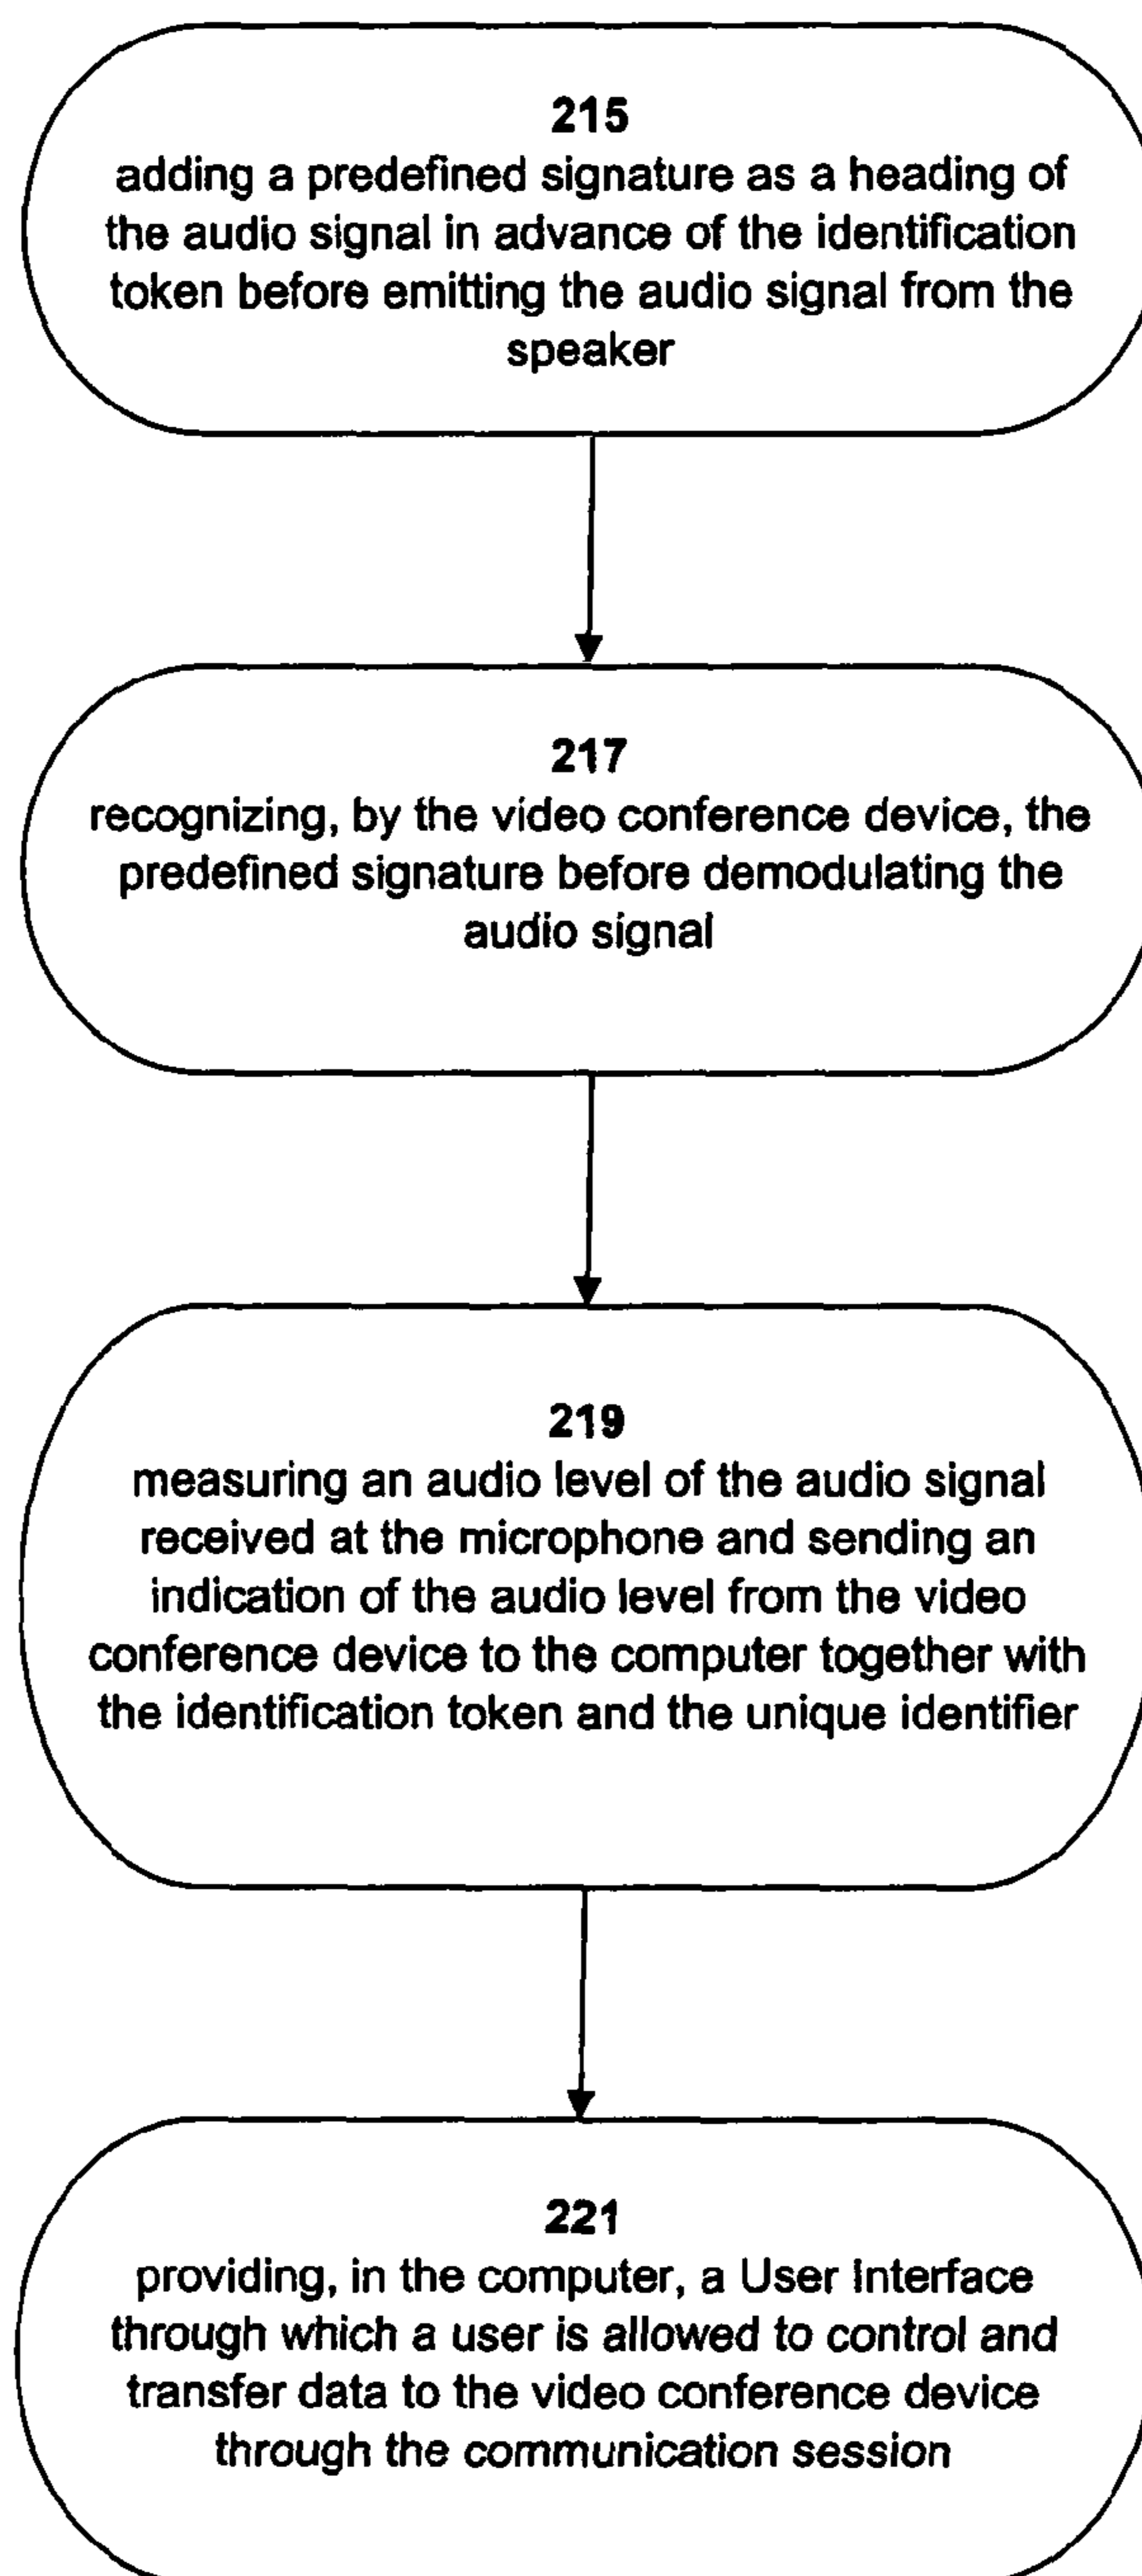 215
adding a predefined signature as a heading of
the audio signal in advance of the identification
token before emitting the audio signal from the
speaker
217
recognizing, by the video conference device, the
predefined signature before demodulating the
audio signal
219
measuring an audio level of the audio signal
received at the microphone and sending an
indication of the audio level from the video
conference device to the computer together with
the identification token and the unique identifier
221
providing, in the computer, a User Interface
through which a user is allowed to control and
transfer data to the video conference device
through the communication session